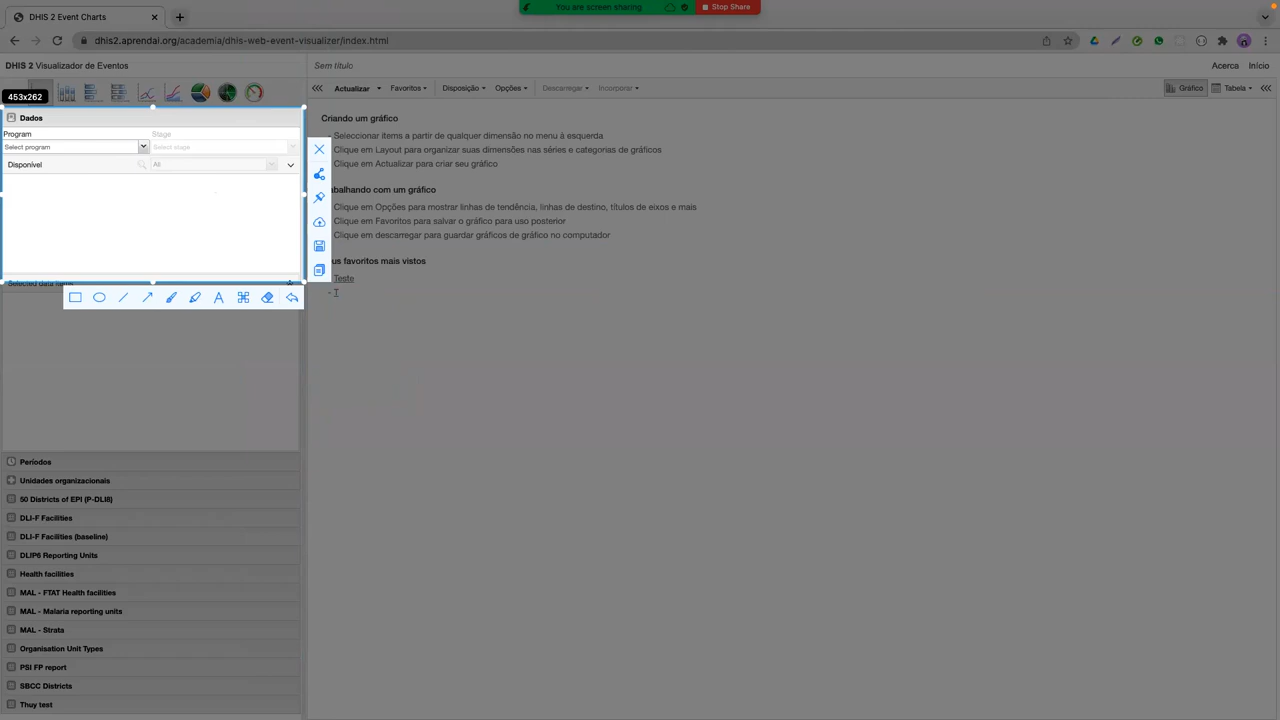 You are screen sharing
Stop Share
DHIS 2 Event Charts
dhis2.aprendai.org/academia/dhis-web-event-visualizer/index.html
DHIS 2 Visualizador de Eventos
Sem título
Acerca
Início
453x262
Actualizar
Favoritos
Disposição
Opções
Descarregar
Incorporar
Gráfico
Tabela
Dados
Program
Stage
Select program
Select stage
Disponível
All
Selected data items
Criando um gráfico
- Seleccionar items a partir de qualquer dimensão no menu à esquerda
Clique em Layout para organizar suas dimensões nas séries e categorias de gráficos
Clique em Actualizar para criar seu gráfico
abalhando com um gráfico
Clique em Opções para mostrar linhas de tendência, linhas de destino, títulos de eixos e mais
Clique em Favoritos para salvar o gráfico para uso posterior
Clique em descarregar para guardar gráficos de gráfico no computador
us favoritos mais vistos
Teste
-
A
Períodos
Unidades organizacionais
50 Districts of EPI (P-DLI8)
DLI-F Facilities
DLI-F Facilities (baseline)
DLIP6 Reporting Units
Health facilities
MAL - FTAT Health facilities
MAL - Malaria reporting units
MAL - Strata
Organisation Unit Types
PSI FP report
SBCC Districts
Thuy test